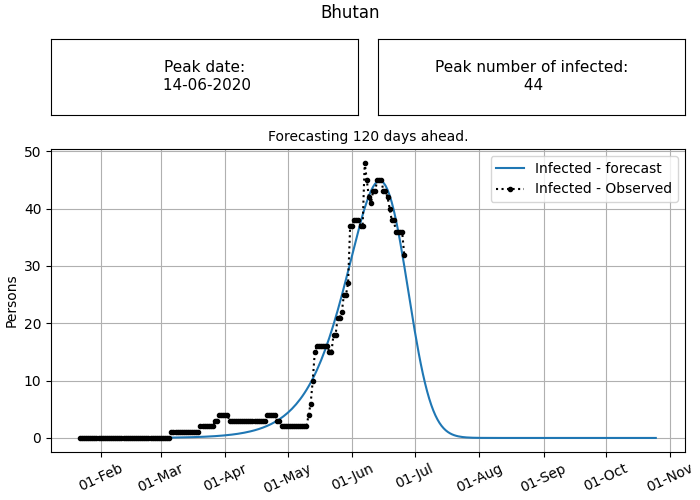 Bhutan
Peak date:
14-06-2020
Peak number of infected:
44
Forecasting 120 days ahead.
50
40
30
20
10
0
Persons
Infected - forecast
Infected - Observed
01-Feb
01-Mar
01-Apr
01-May
01-Jun
01-Jul
01-Aug
01-Sep
01-Oct
01-Nov